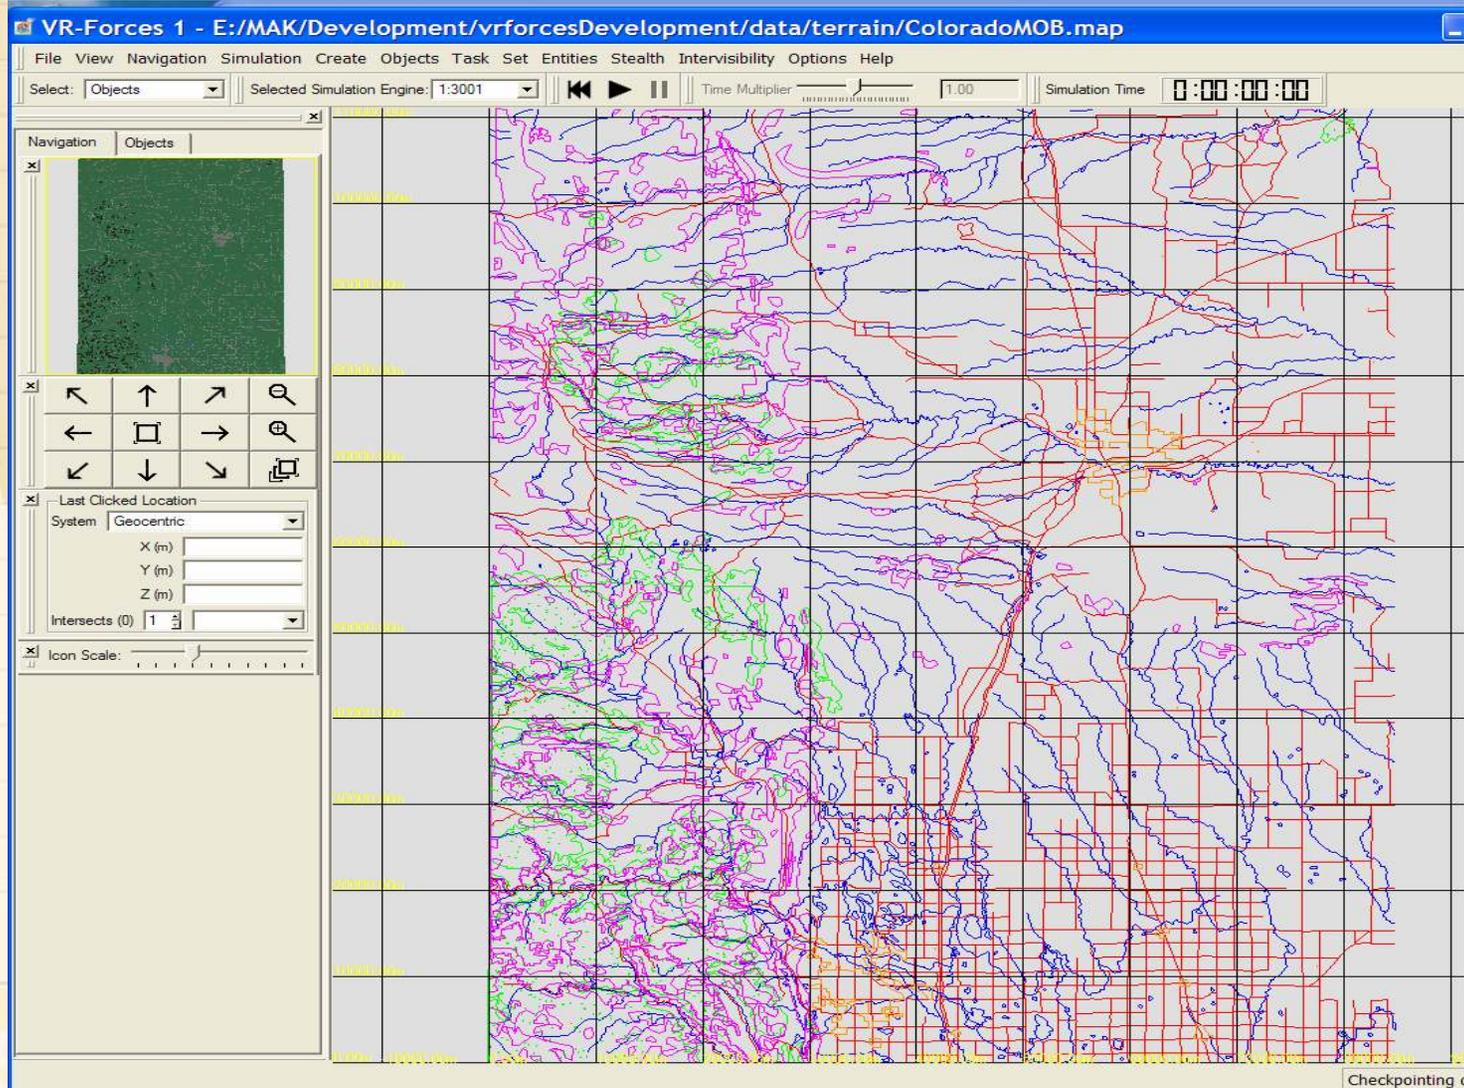 VR-Forces 1 - E:/MAK/Development/vrforcesDevelopment/data/terrain/ColoradoMOB.map
File View Navigation Simulation Create Objects Task Set Entities Stealth Intervisibility Options Help
Select: Objects Selected Simulation Engine: 1:3001 Time Multiplier 1.00 Simulation Time 0:00:00:00
Navigation Objects
Last Clicked Location
System Geocentric
X (m)
Y (m)
Z (m)
Intersects (0) 1
Icon Scale:
Checkpointing